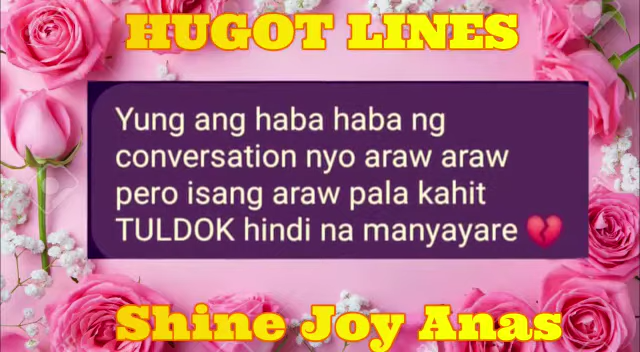 HUGOT LINES
Yung ang haba haba ng
conversation nyo araw araw
pero isang araw pala kahit
TULDOK hindi na manyayare 💔
Shine Joy Anas